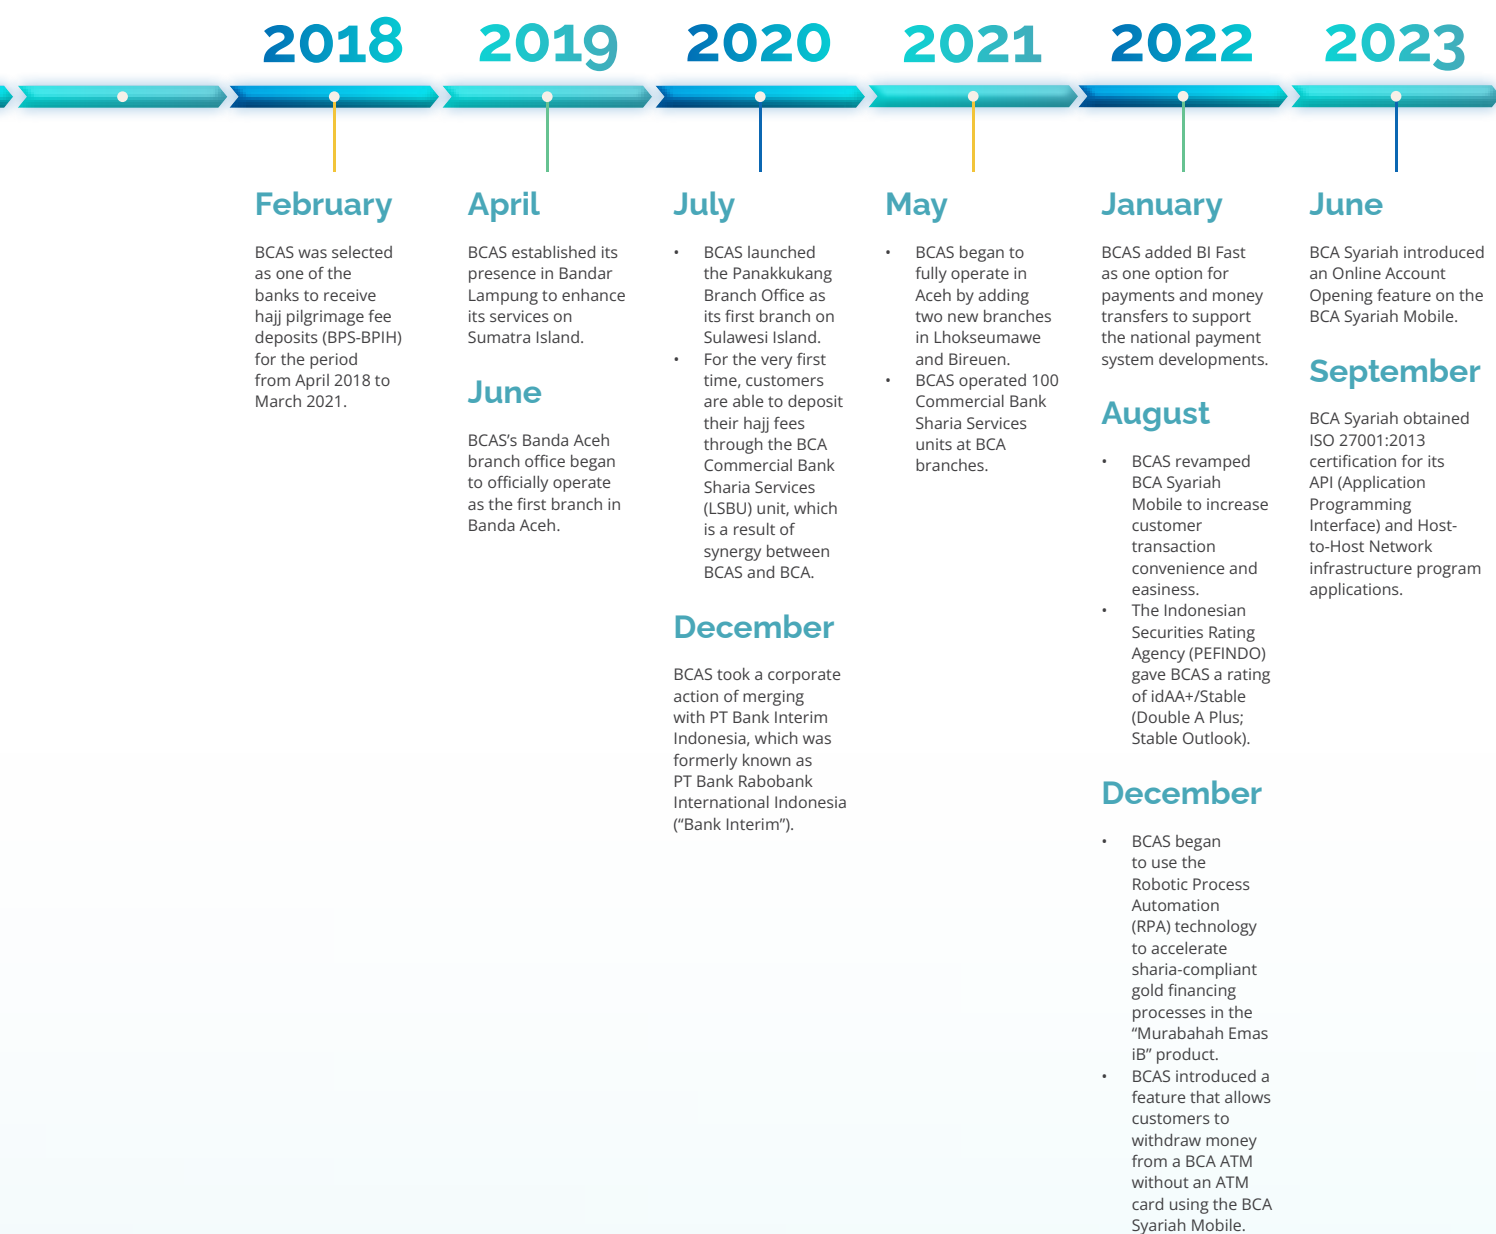 2018
February
BCAS was selected
as one of the
banks to receive
hajj pilgrimage fee
deposits (BPS-BPIH)
for the period
from April 2018 to
March 2021.
2019
April
BCAS established its
presence in Bandar
Lampung to enhance
its services on
Sumatra Island.
June
BCAS's Banda Aceh
branch office began
to officially operate
as the first branch in
Banda Aceh.
2020
July
• BCAS launched
the Panakkukang
Branch Office as
its first branch on
Sulawesi Island.
• For the very first
time, customers
are able to deposit
their hajj fees
through the BCA
Commercial Bank
Sharia Services
(LSBU) unit, which
is a result of
synergy between
BCAS and BCA.
December
BCAS took a corporate
action of merging
with PT Bank Interim
Indonesia, which was
formerly known as
PT Bank Rabobank
International Indonesia
(“Bank Interim”).
2021
May
• BCAS began to
fully operate in
Aceh by adding
two new branches
in Lhokseumawe
and Bireuen.
• BCAS operated 100
Commercial Bank
Sharia Services
units at BCA
branches.
2022
January
BCAS added BI Fast
as one option for
payments and money
transfers to support
the national payment
system developments.
August
• BCAS revamped
BCA Syariah
Mobile to increase
customer
transaction
convenience and
easiness.
• The Indonesian
Securities Rating
Agency (PEFINDO)
gave BCAS a rating
of idAA+/Stable
(Double A Plus;
Stable Outlook).
December
• BCAS began
to use the
Robotic Process
Automation
(RPA) technology
to accelerate
sharia-compliant
gold financing
processes in the
“Murabahah Emas
iB” product.
• BCAS introduced a
feature that allows
customers to
withdraw money
from a BCA ATM
without an ATM
card using the BCA
Syariah Mobile.
2023
June
BCA Syariah introduced
an Online Account
Opening feature on the
BCA Syariah Mobile.
September
BCA Syariah obtained
ISO 27001:2013
certification for its
API (Application
Programming
Interface) and Host-
to-Host Network
infrastructure program
applications.